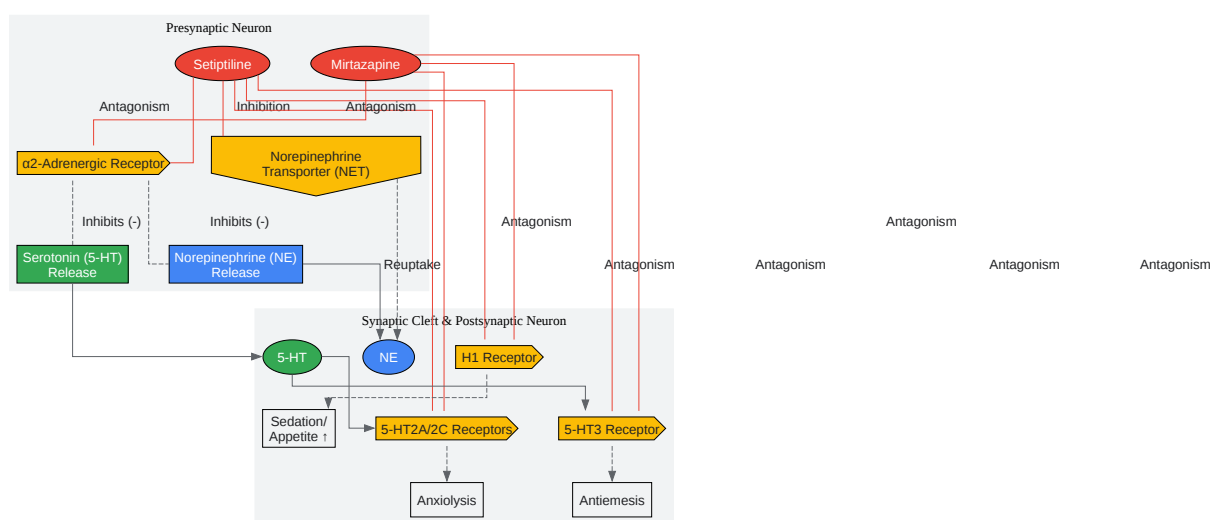 Presynaptic Neuron
Setiptiline
Mirtazapine
Antagonism
Inhibition
Antagonism
α2-Adrenergic Receptor
Norepinephrine
Transporter (NET)
Inhibits (-)
Inhibits (-)
Antagonism
Antagonism
Serotonin (5-HT)
Release
Norepinephrine (NE)
Release
Reuptake
Antagonism
Antagonism
Antagonism
Antagonism
Synaptic Cleft & Postsynaptic Neuron
5-HT
NE
H1 Receptor
Sedation/
Appetite ↑
5-HT2A/2C Receptors
5-HT3 Receptor
Anxiolysis
Antiemesis